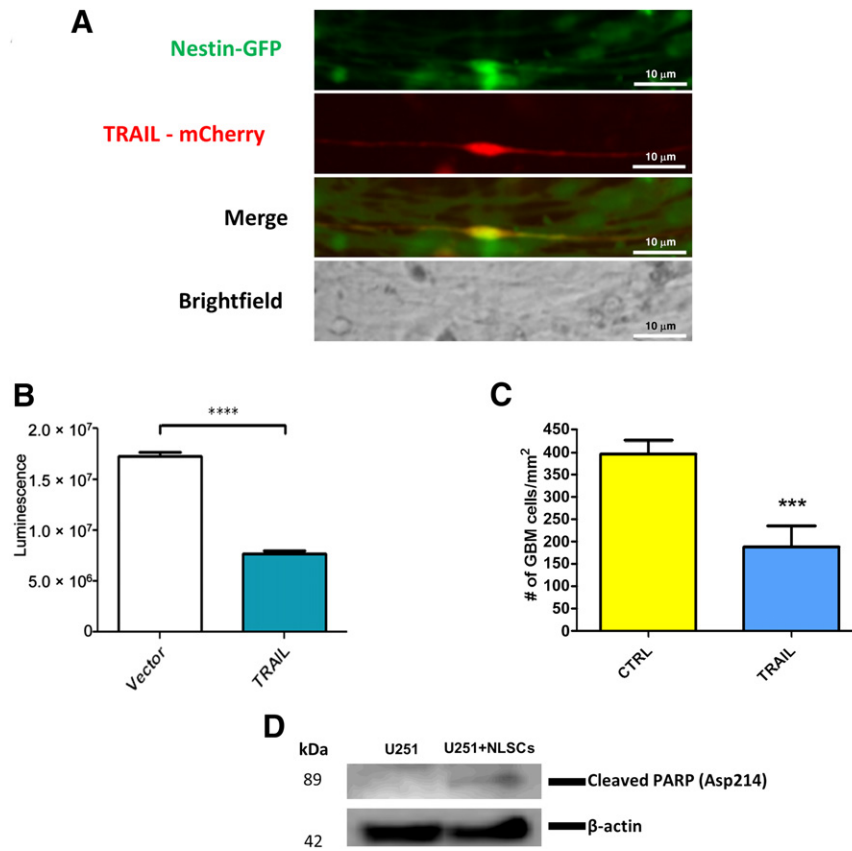 A
Nestin-GFP
10 μm
TRAIL - mCherry
10 μm
Merge
10 μm
Brightfield
10 μm
B
****
2.0 × 10⁷
1.5 × 10⁷
1.0 × 10⁷
5.0 × 10⁶
0
Luminescence
Vector
TRAIL
C
450
400
350
300
250
200
150
100
50
0
# of GBM cells/mm²
***
CTRL
TRAIL
D
kDa
U251
U251+NLSCs
89
Cleaved PARP (Asp214)
42
β-actin